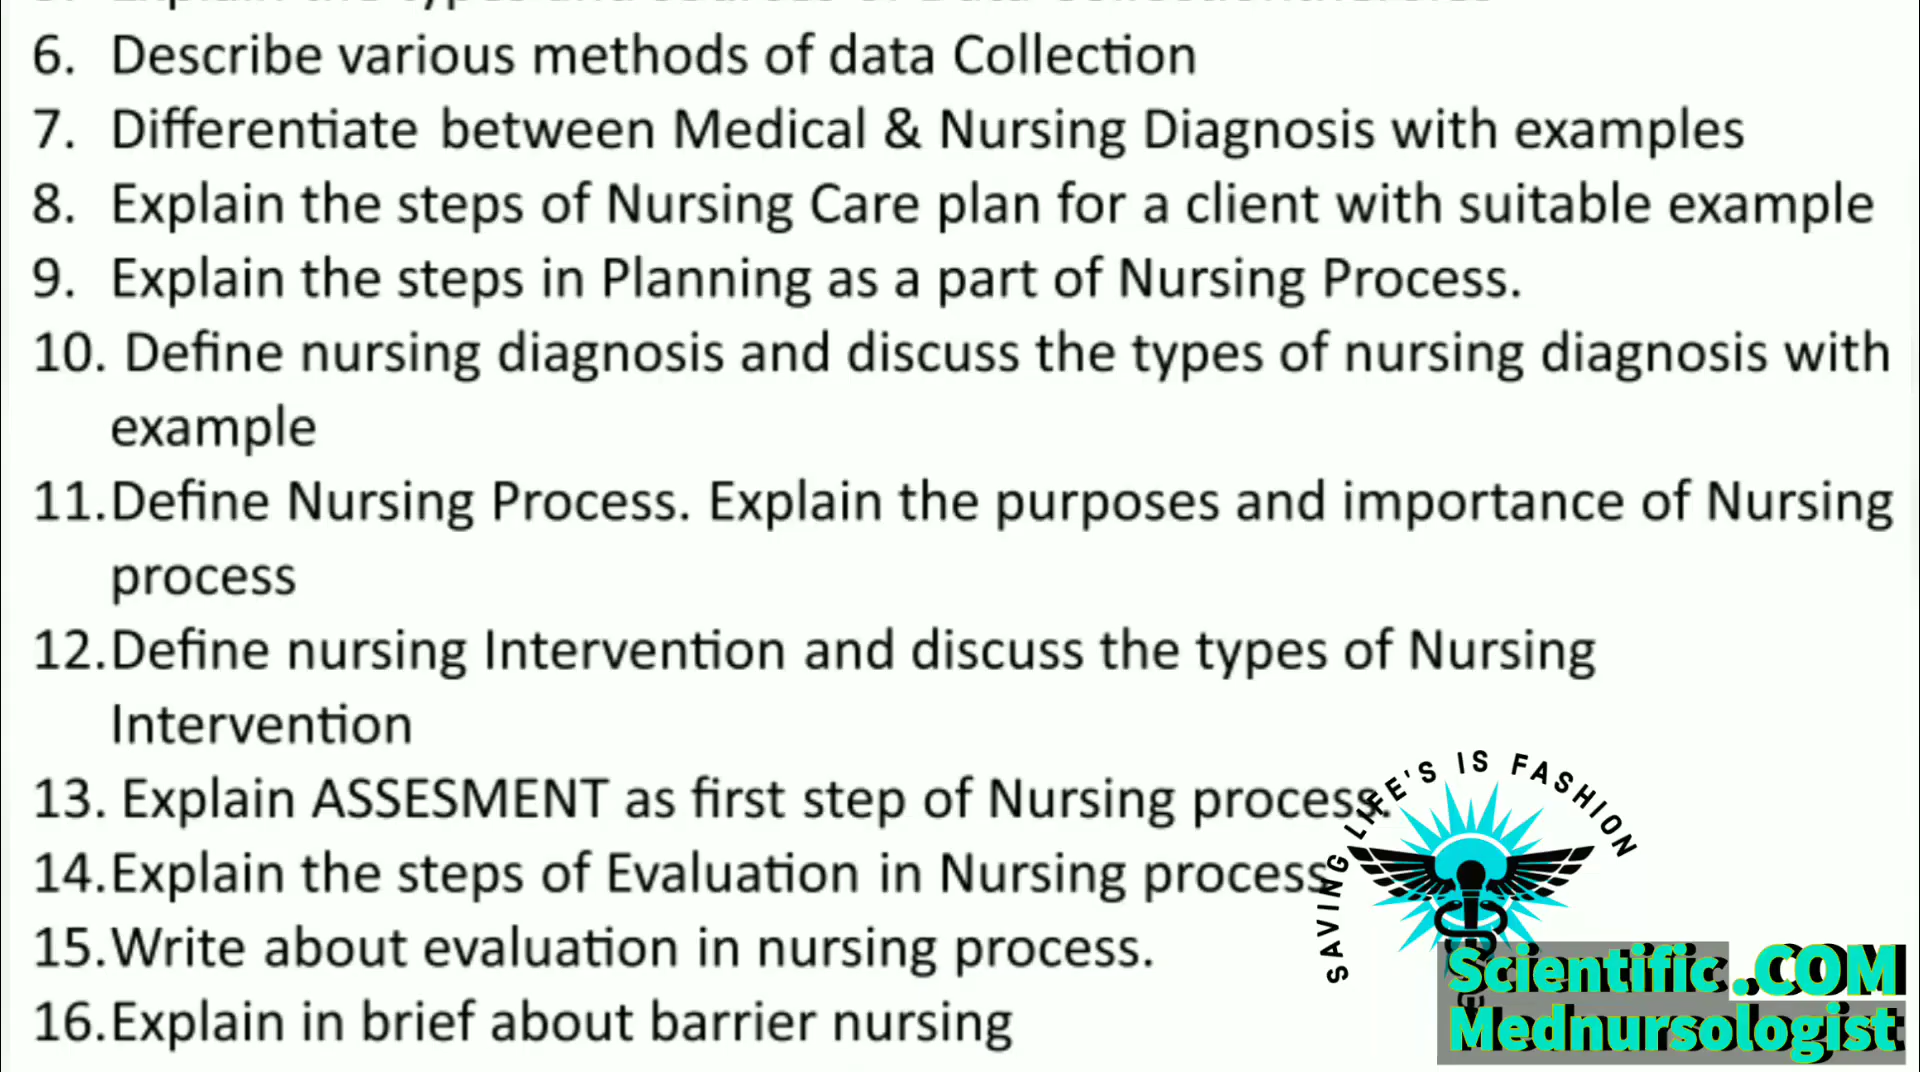 6. Describe various methods of data Collection
7. Differentiate between Medical & Nursing Diagnosis with examples
8. Explain the steps of Nursing Care plan for a client with suitable example
9. Explain the steps in Planning as a part of Nursing Process.
10. Define nursing diagnosis and discuss the types of nursing diagnosis with
example
11.Define Nursing Process. Explain the purposes and importance of Nursing
process
12.Define nursing Intervention and discuss the types of Nursing
Intervention
13. Explain ASSESMENT as first step of Nursing process.
14.Explain the steps of Evaluation in Nursing process
15.Write about evaluation in nursing process.
16.Explain in brief about barrier nursing
SAVING LIFE'S IS FASHION
Scientific .COM
Mednursologist